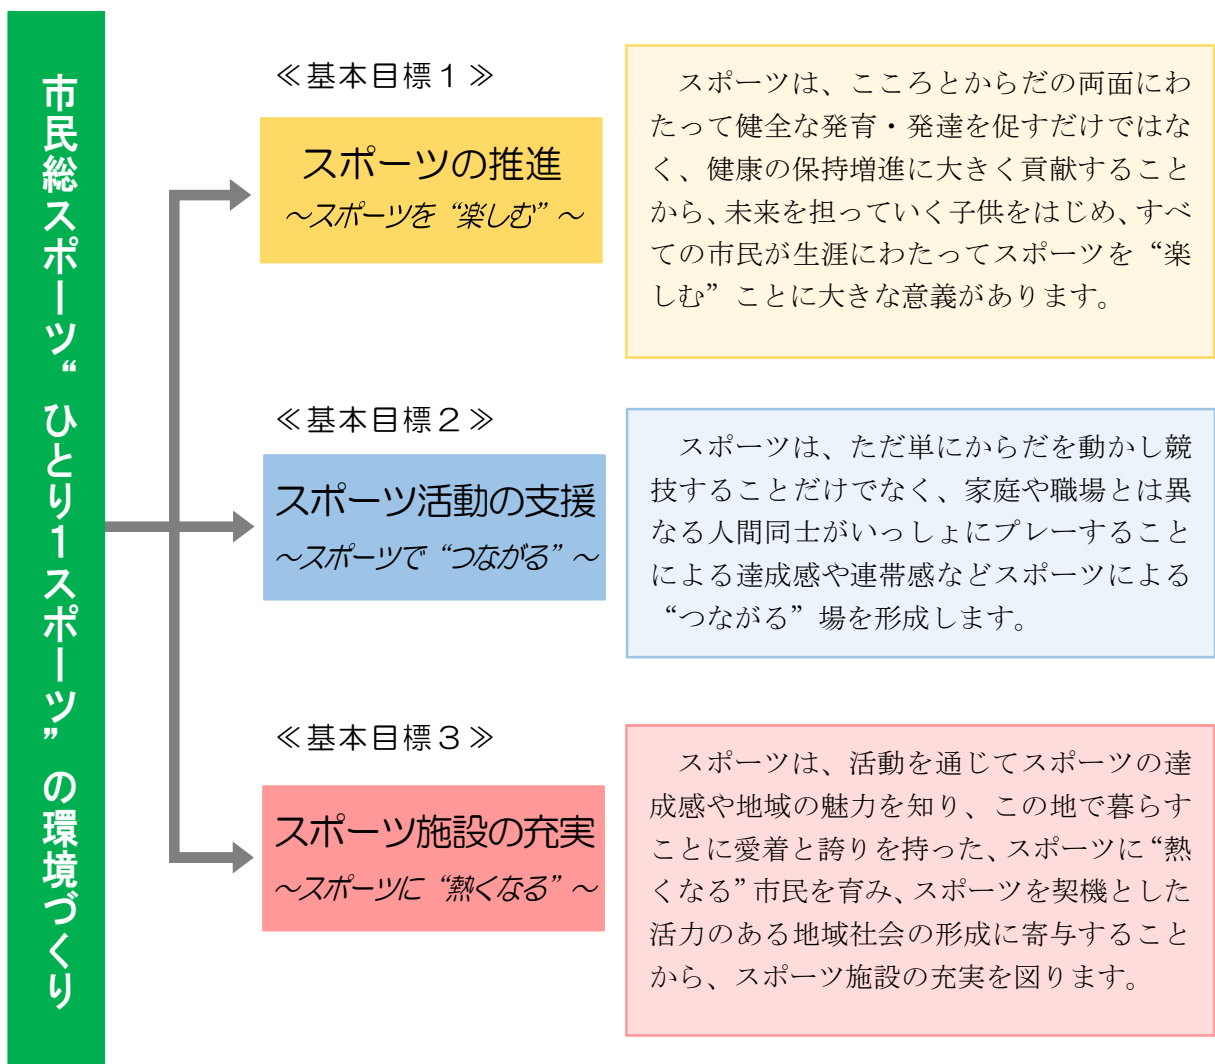 市民総スポーツ“ひとり１スポーツ”の環境づくり
≪基本目標１≫
スポーツの推進
～スポーツを“楽しむ”～
スポーツは、こころとからだの両面にわ
たって健全な発育・発達を促すだけではな
く、健康の保持増進に大きく貢献すること
から、未来を担っていく子供をはじめ、すべ
ての市民が生涯にわたってスポーツを“楽
しむ”ことに大きな意義があります。
≪基本目標２≫
スポーツ活動の支援
～スポーツで“つながる”～
スポーツは、ただ単にからだを動かし競
技することだけでなく、家庭や職場とは異
なる人間同士がいっしょにプレーすること
による達成感や連帯感などスポーツによる
“つながる”場を形成します。
≪基本目標３≫
スポーツ施設の充実
～スポーツに“熱くなる”～
スポーツは、活動を通じてスポーツの達
成感や地域の魅力を知り、この地で暮らす
ことに愛着と誇りを持った、スポーツに“熱
くなる”市民を育み、スポーツを契機とした
活力のある地域社会の形成に寄与すること
から、スポーツ施設の充実を図ります。